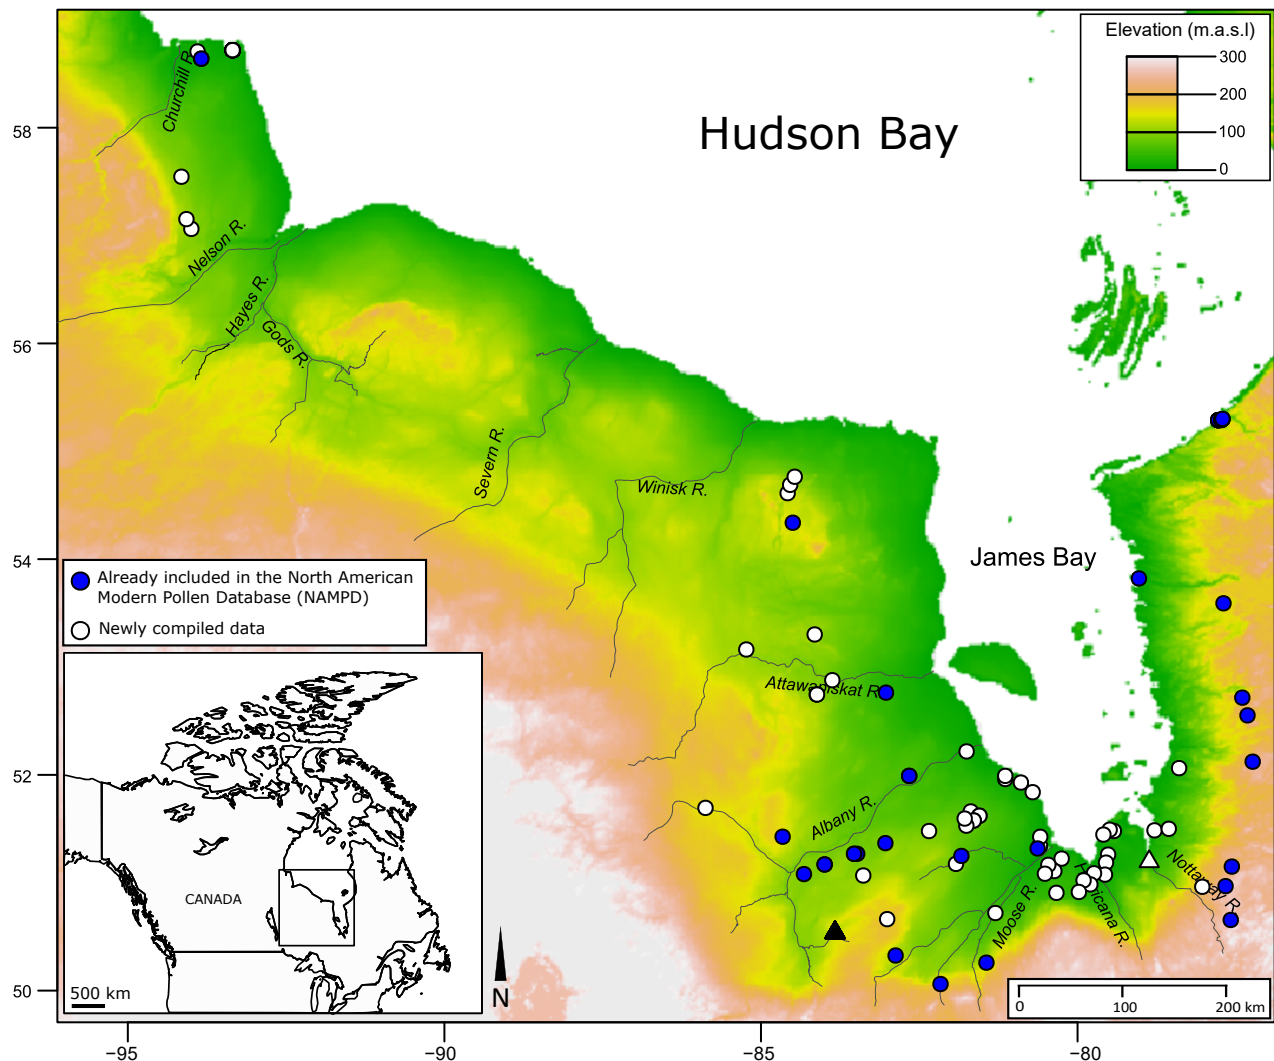 Elevation (m.a.s.l)
300
200
100
0
Hudson Bay
58
56
54
52
50
Churchill R.
Nelson R.
Hayes R.
Gods R.
Severn R.
Winisk R.
James Bay
Attawapiskat R.
Albany R.
Moose R.
Nottaway R.
Already included in the North American
Modern Pollen Database (NAMPD)
Newly compiled data
CANADA
500 km
N
0 100 200 km
−95 −90 −85 −80